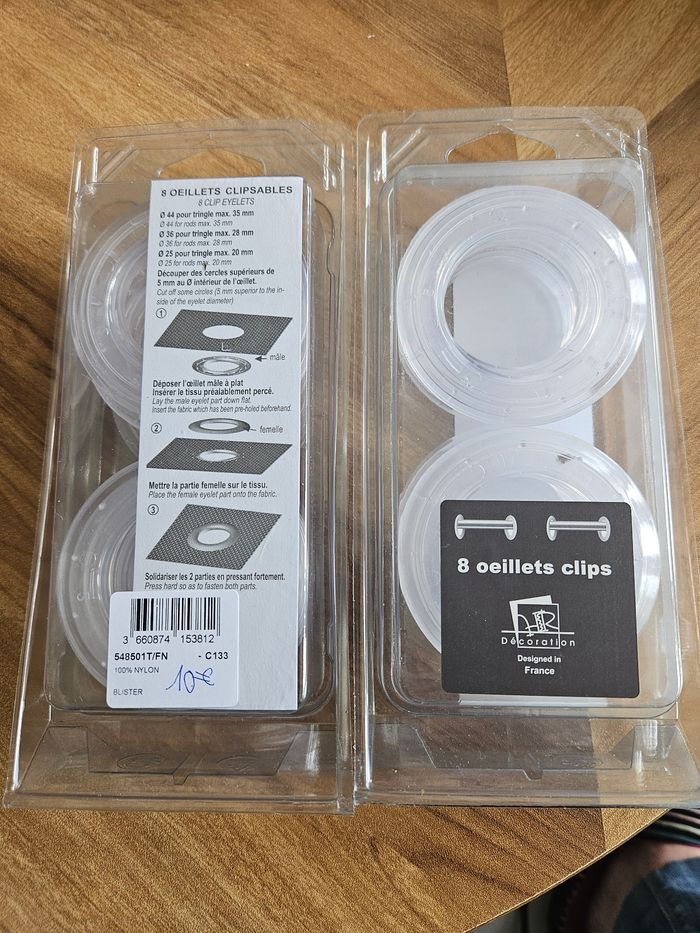 8 OEILLETS CLIPSABLES
8 CLIP EYELETS
Ø 44 pour tringle max. 35 mm
Ø 44 for rods max. 35 mm
Ø 36 pour tringle max. 28 mm
Ø 36 for rods max. 28 mm
Ø 25 pour tringle max. 20 mm
Ø 25 for rods max. 20 mm
Découper des cercles supérieurs de
5 mm au Ø intérieur de l'œillet.
Cut off some circles (5 mm superior to the in-
side of the eyelet diameter)
1
mâle
Déposer l'œillet mâle à plat
Insérer le tissu préalablement percé.
Lay the male eyelet part down flat.
Insert the fabric which has been pre-holed beforehand.
2
femelle
Mettre la partie femelle sur le tissu.
Place the female eyelet part onto the fabric.
3
Solidariser les 2 parties en pressant fortement.
Press hard so as to fasten both parts.
3 660874 153812
548501T/FN - C133
100% NYLON
10€
BLISTER
8 oeillets clips
HR
Décoration
Designed in
France